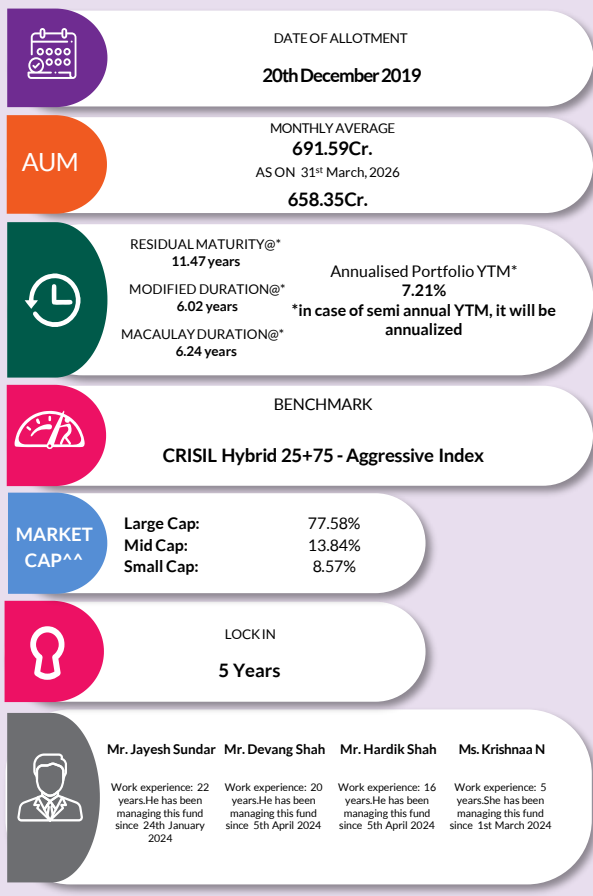 DATE OF ALLOTMENT
20th December 2019
AUM
MONTHLY AVERAGE
691.59Cr.
AS ON 31st March, 2026
658.35Cr.
RESIDUAL MATURITY@*
11.47 years
MODIFIED DURATION@*
6.02 years
MACAULAY DURATION@*
6.24 years
Annualised Portfolio YTM*
7.21%
*in case of semi annual YTM, it will be
annualized
BENCHMARK
CRISIL Hybrid 25+75 - Aggressive Index
MARKET
CAP^^
Large Cap: 77.58%
Mid Cap: 13.84%
Small Cap: 8.57%
LOCK IN
5 Years
Mr. Jayesh Sundar
Work experience: 22
years.He has been
managing this fund
since 24th January
2024
Mr. Devang Shah
Work experience: 20
years.He has been
managing this fund
since 5th April 2024
Mr. Hardik Shah
Work experience: 16
years.He has been
managing this fund
since 5th April 2024
Ms. Krishnaa N
Work experience: 5
years.She has been
managing this fund
since 1st March 2024